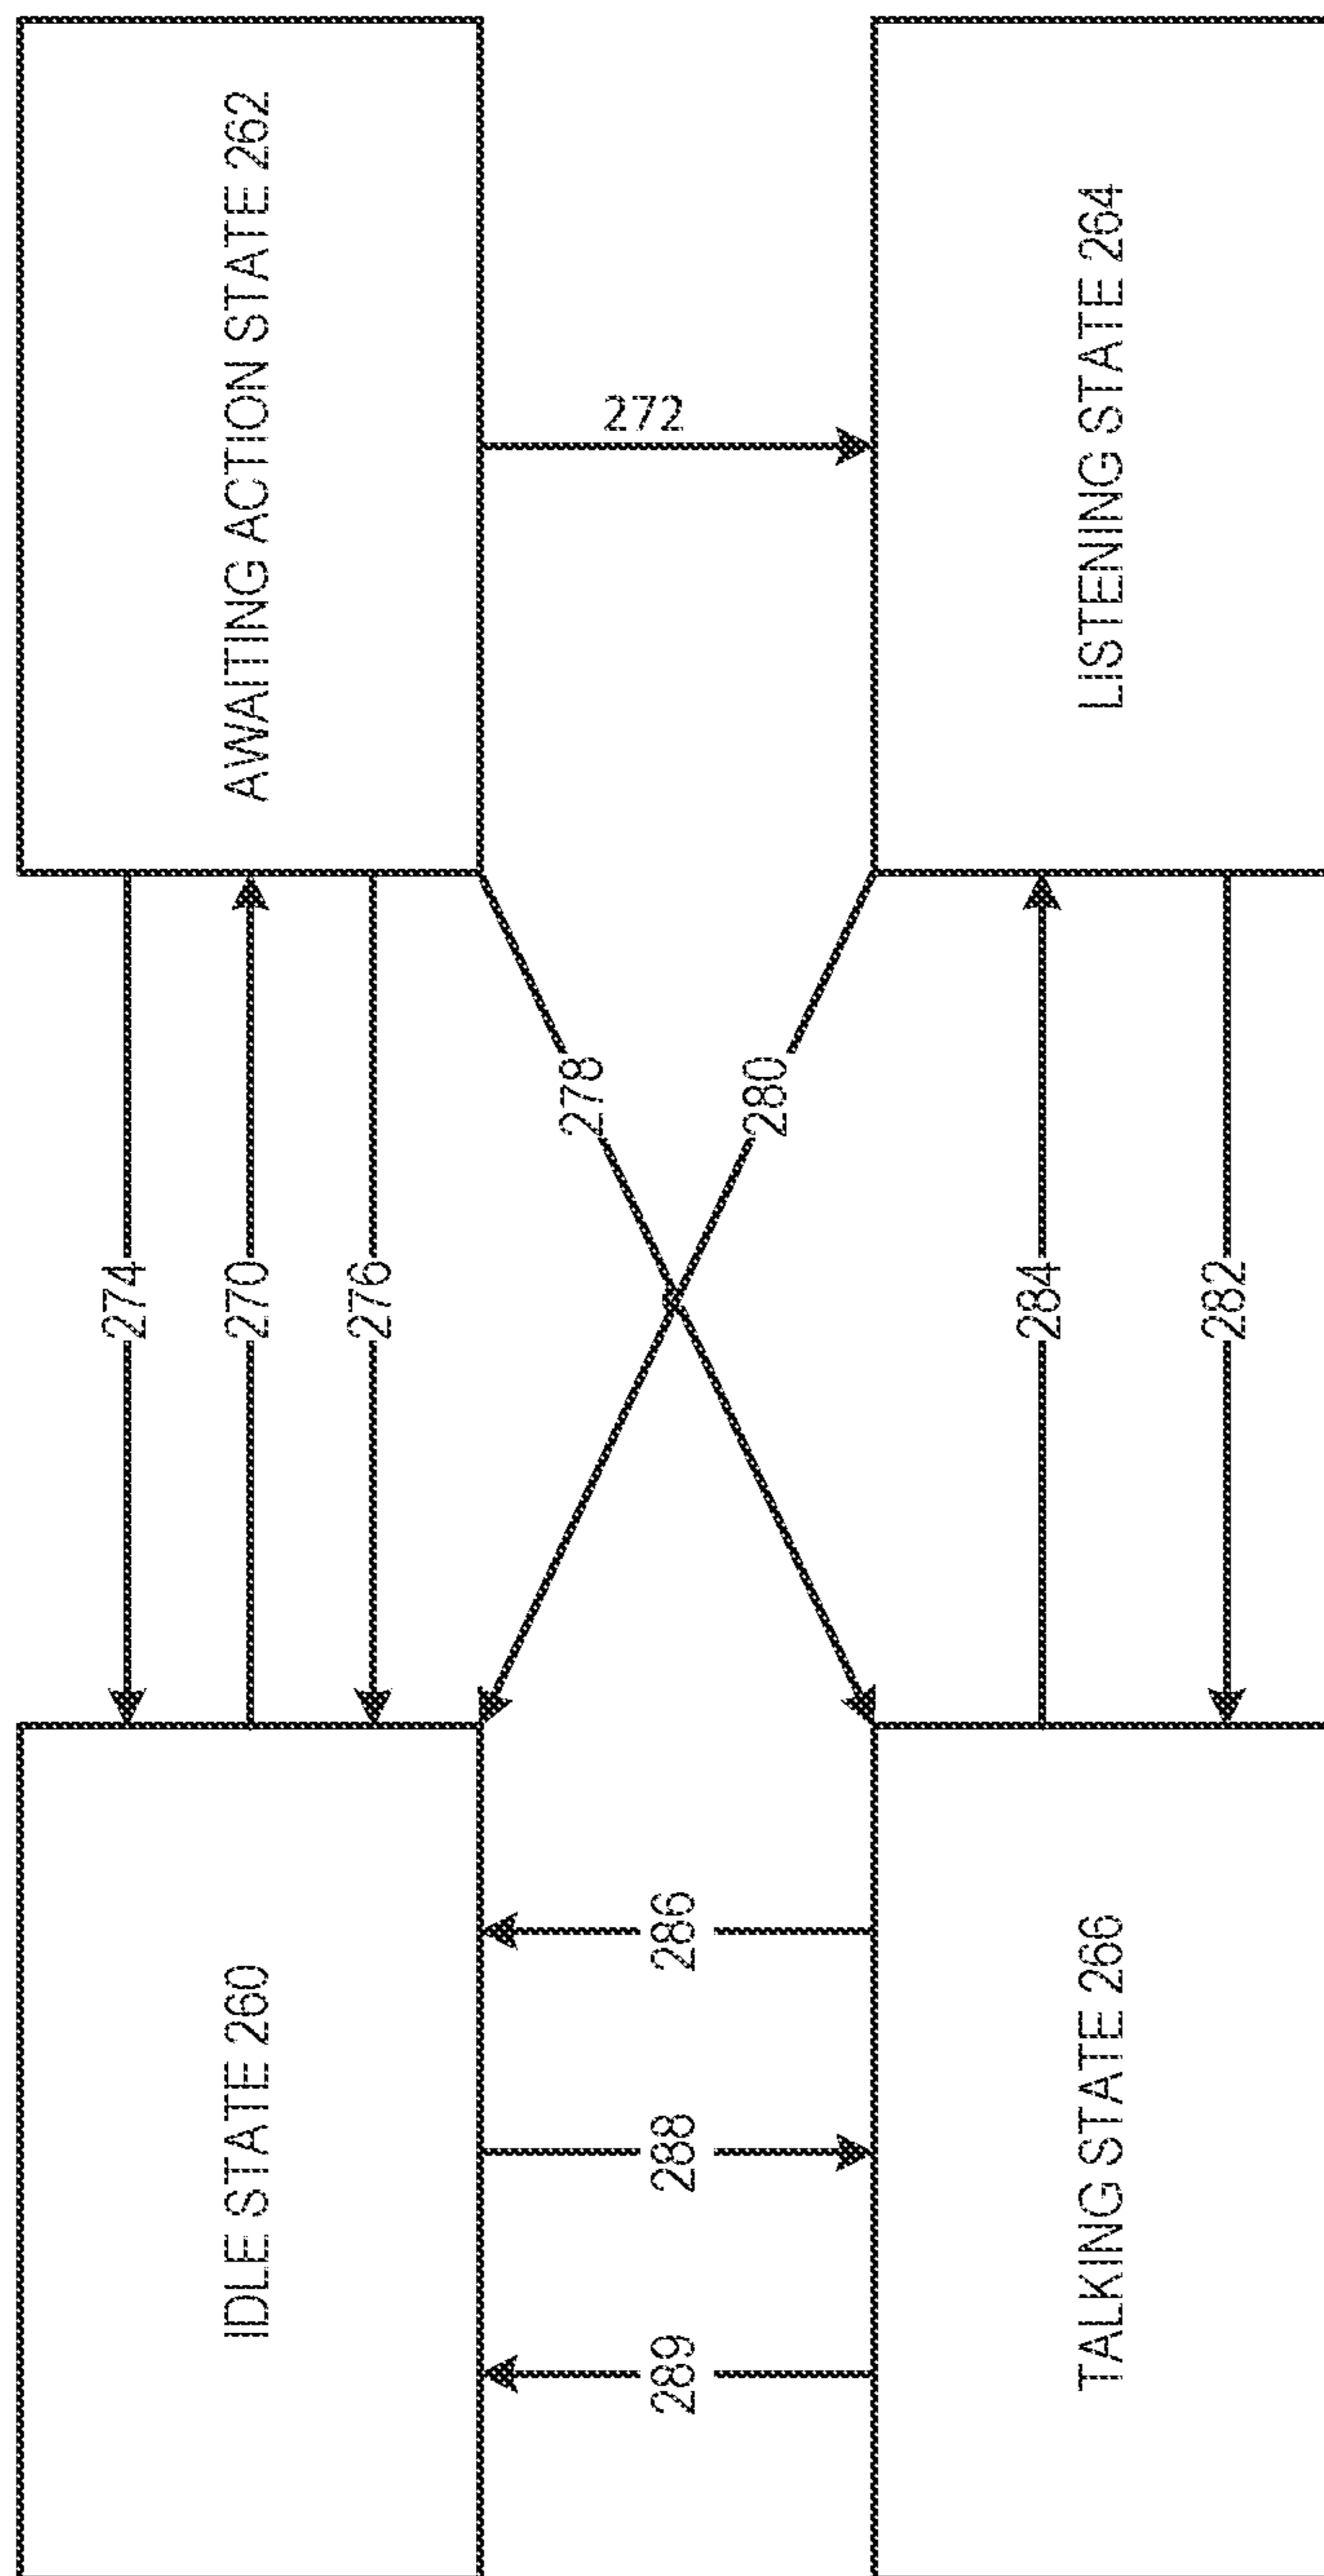 IDLE STATE 260
AWAITING ACTION STATE 262
274
270
276
278
272
280
286
288
289
284
282
TALKING STATE 266
LISTENING STATE 264